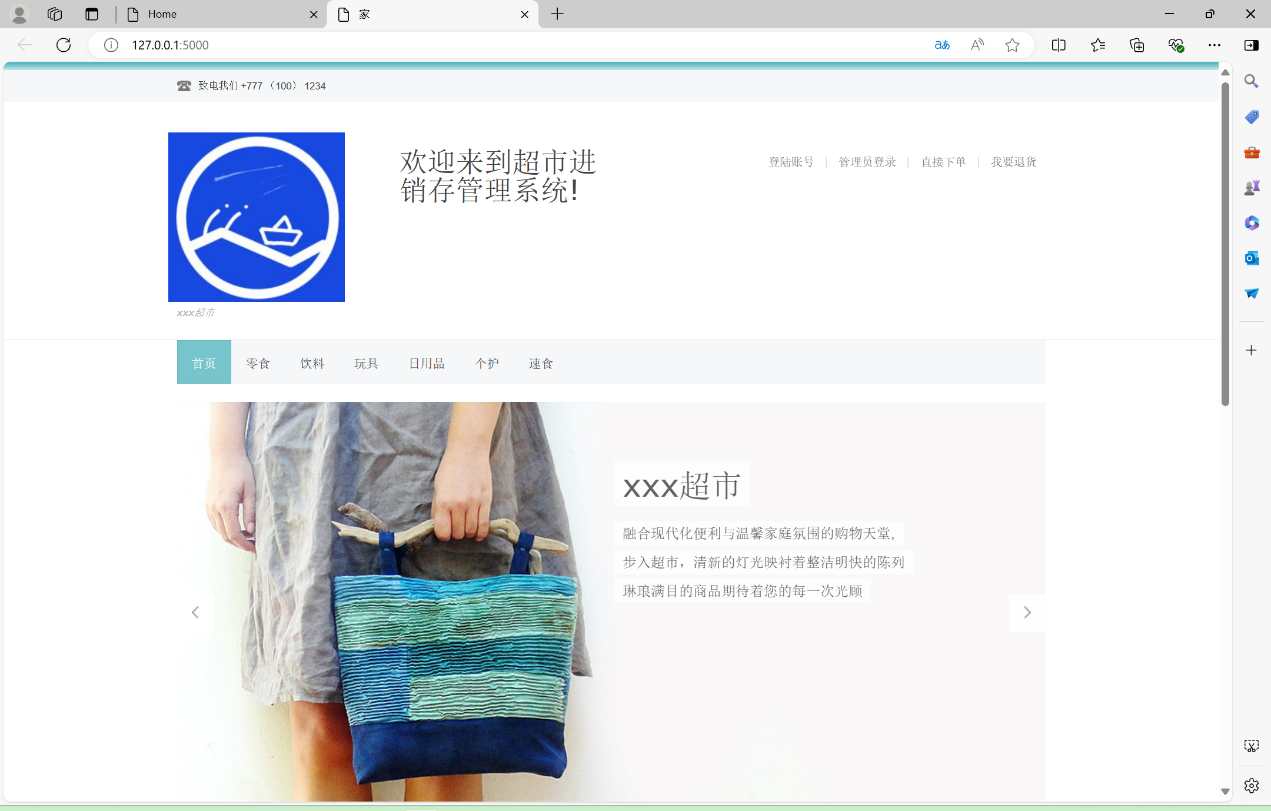 Home
家
127.0.0.1:5000
致电我们 +777 （100） 1234
欢迎来到超市进
销存管理系统!
登陆账号 | 管理员登录 | 直接下单 | 我要退货
xxx超市
首页 零食 饮料 玩具 日用品 个护 速食
xxx超市
融合现代化便利与温馨家庭氛围的购物天堂,
步入超市，清新的灯光映衬着整洁明快的陈列
琳琅满目的商品期待着您的每一次光顾